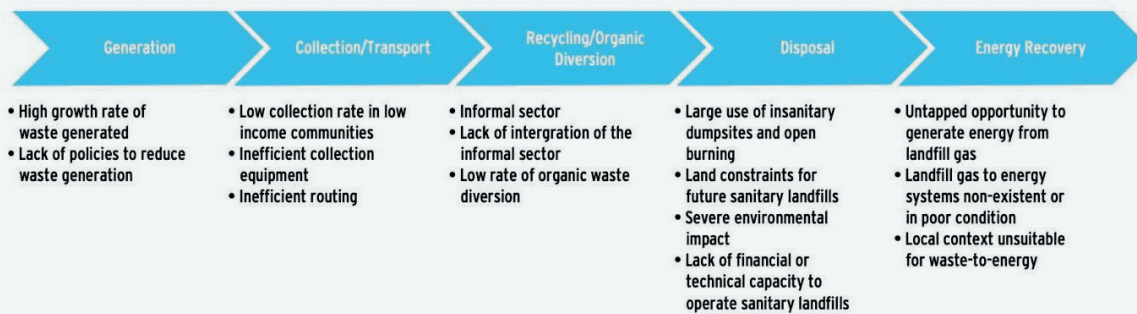 Generation
Collection/Transport
Recycling/Organic
Diversion
Disposal
Energy Recovery
• High growth rate of
waste generated
• Lack of policies to reduce
waste generation
• Low collection rate in low
income communities
• Inefficient collection
equipment
• Inefficient routing
• Informal sector
• Lack of intergration of the
informal sector
• Low rate of organic waste
diversion
• Large use of insanitary
dumpsites and open
burning
• Land constraints for
future sanitary landfills
• Severe environmental
impact
• Lack of financial or
technical capacity to
operate sanitary landfills
• Untapped opportunity to
generate energy from
landfill gas
• Landfill gas to energy
systems non-existent or
in poor condition
• Local context unsuitable
for waste-to-energy